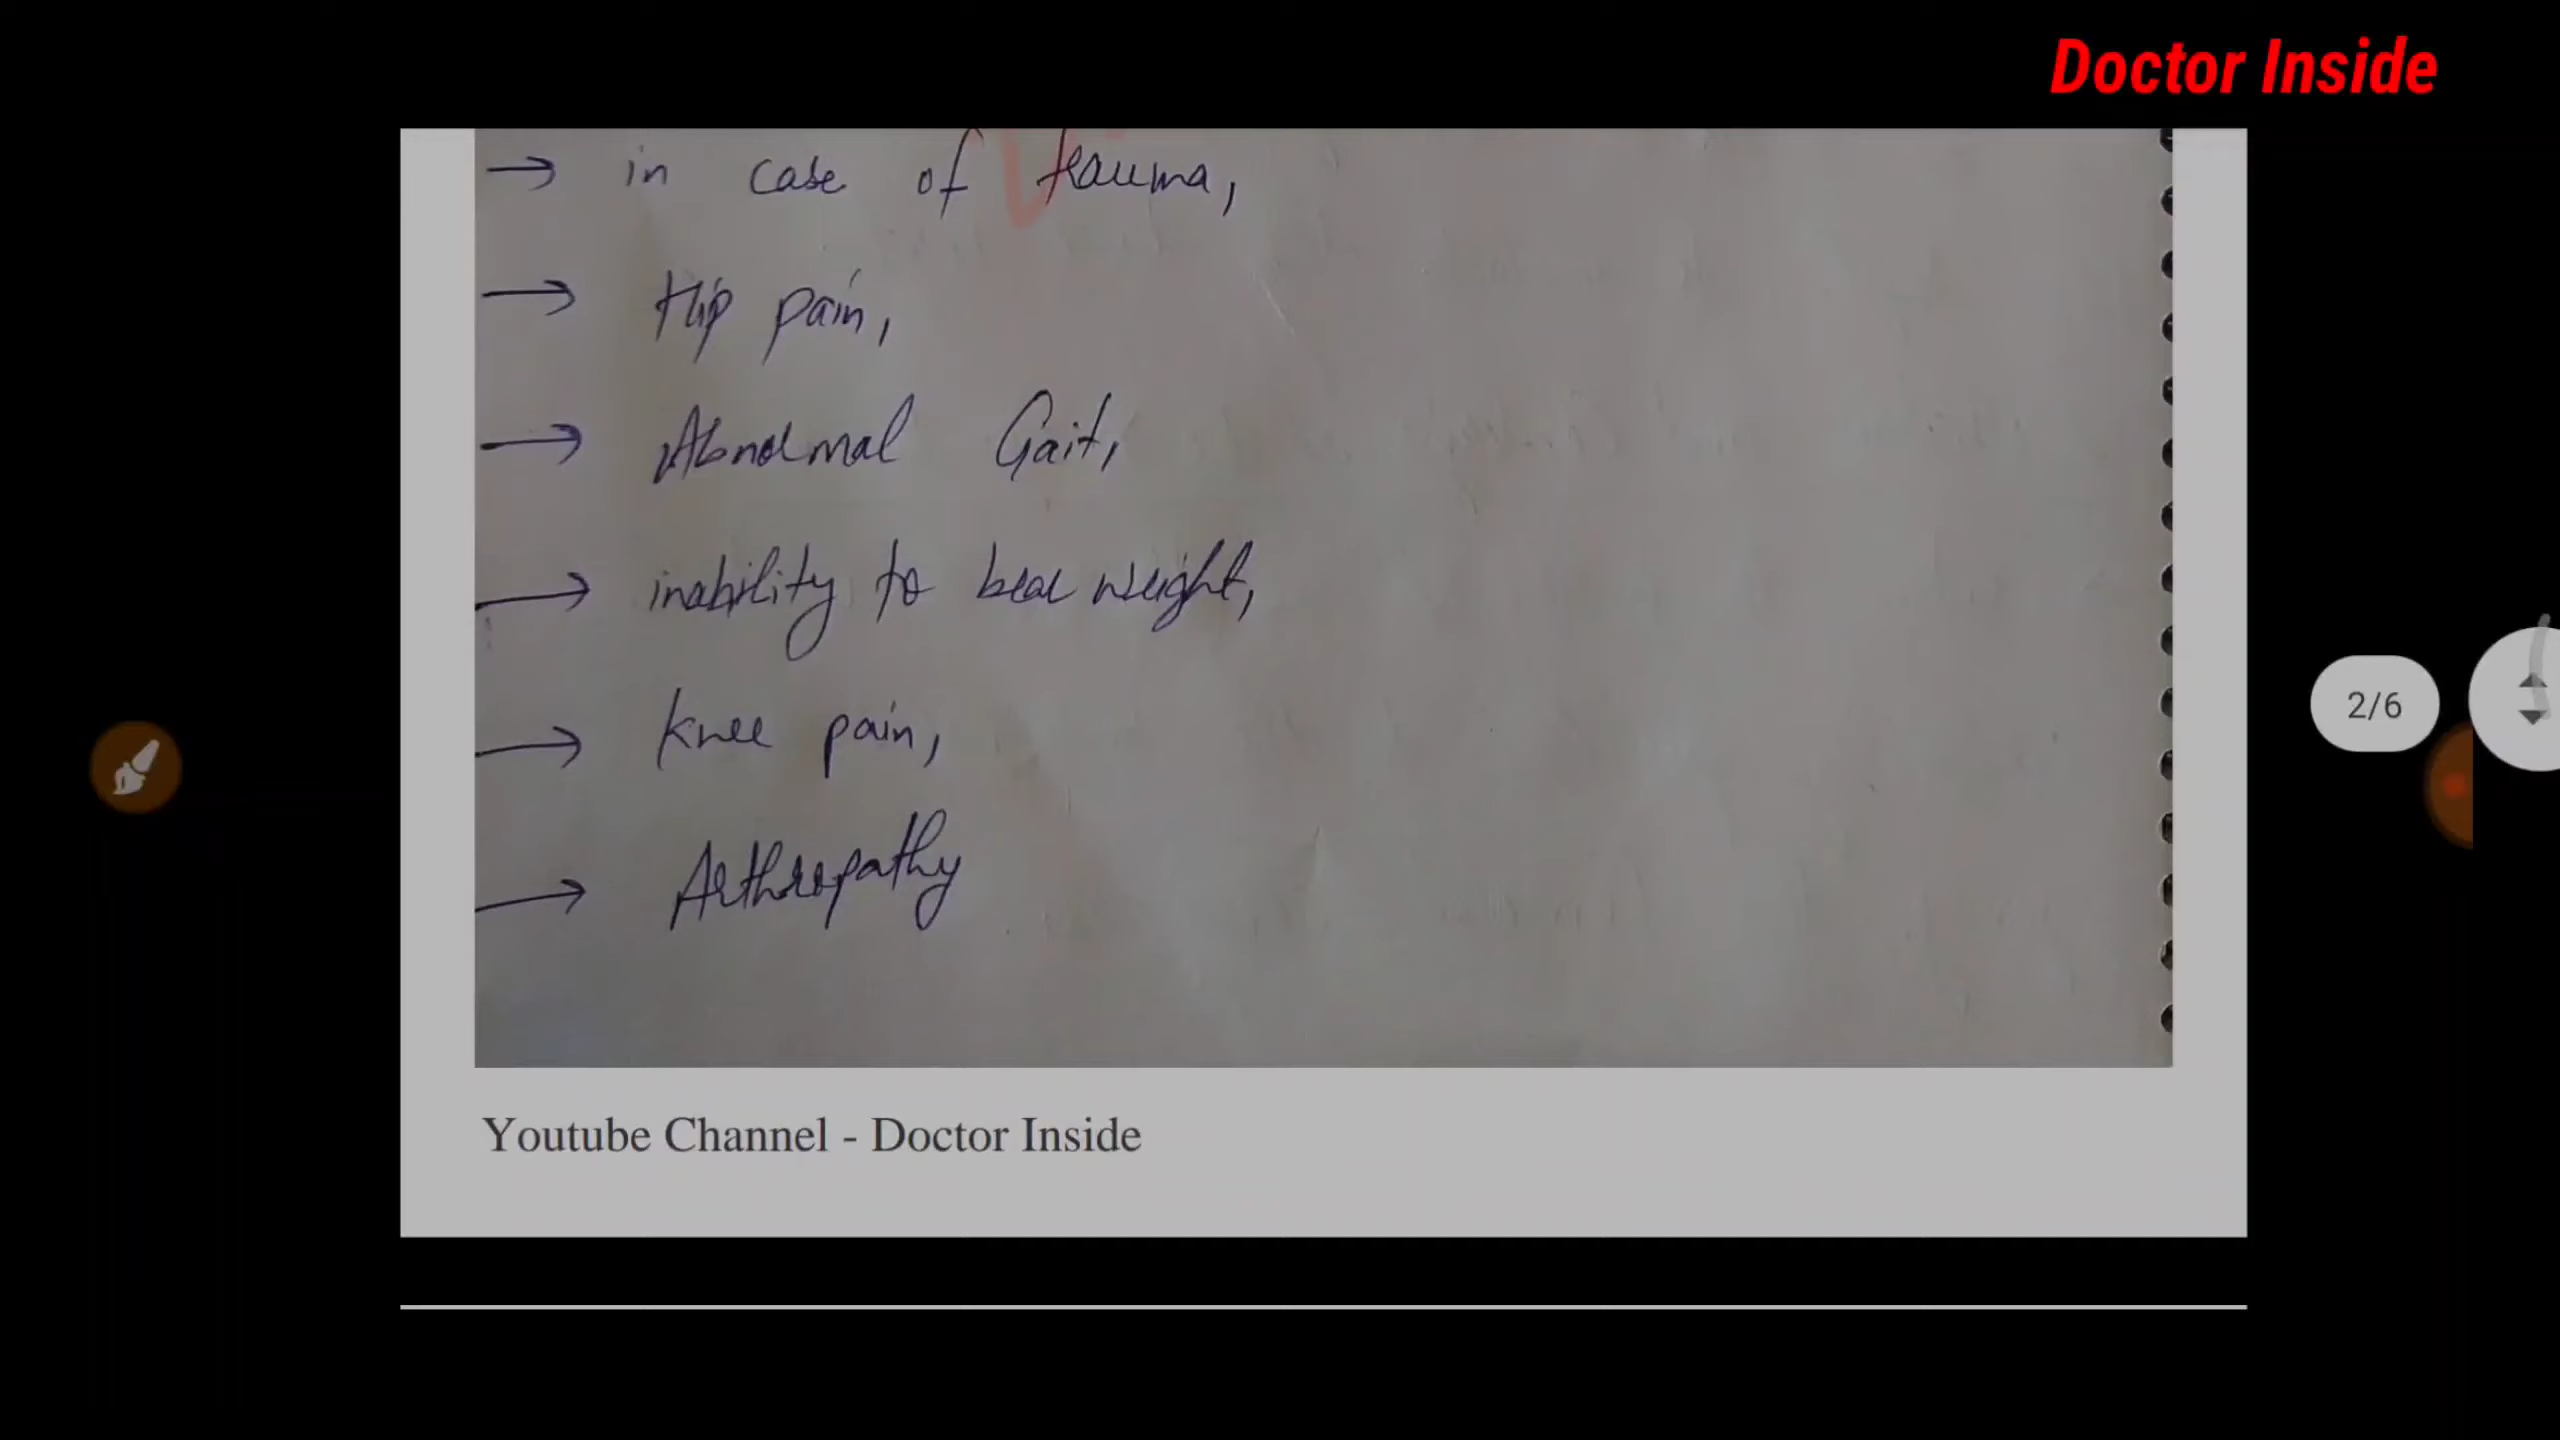 Doctor Inside
→ in case of trauma,
→ Hip pain,
→ Abnormal Gait,
→ inability to bear weight,
→ Knee pain,
→ Arthropathy
2/6
Youtube Channel - Doctor Inside